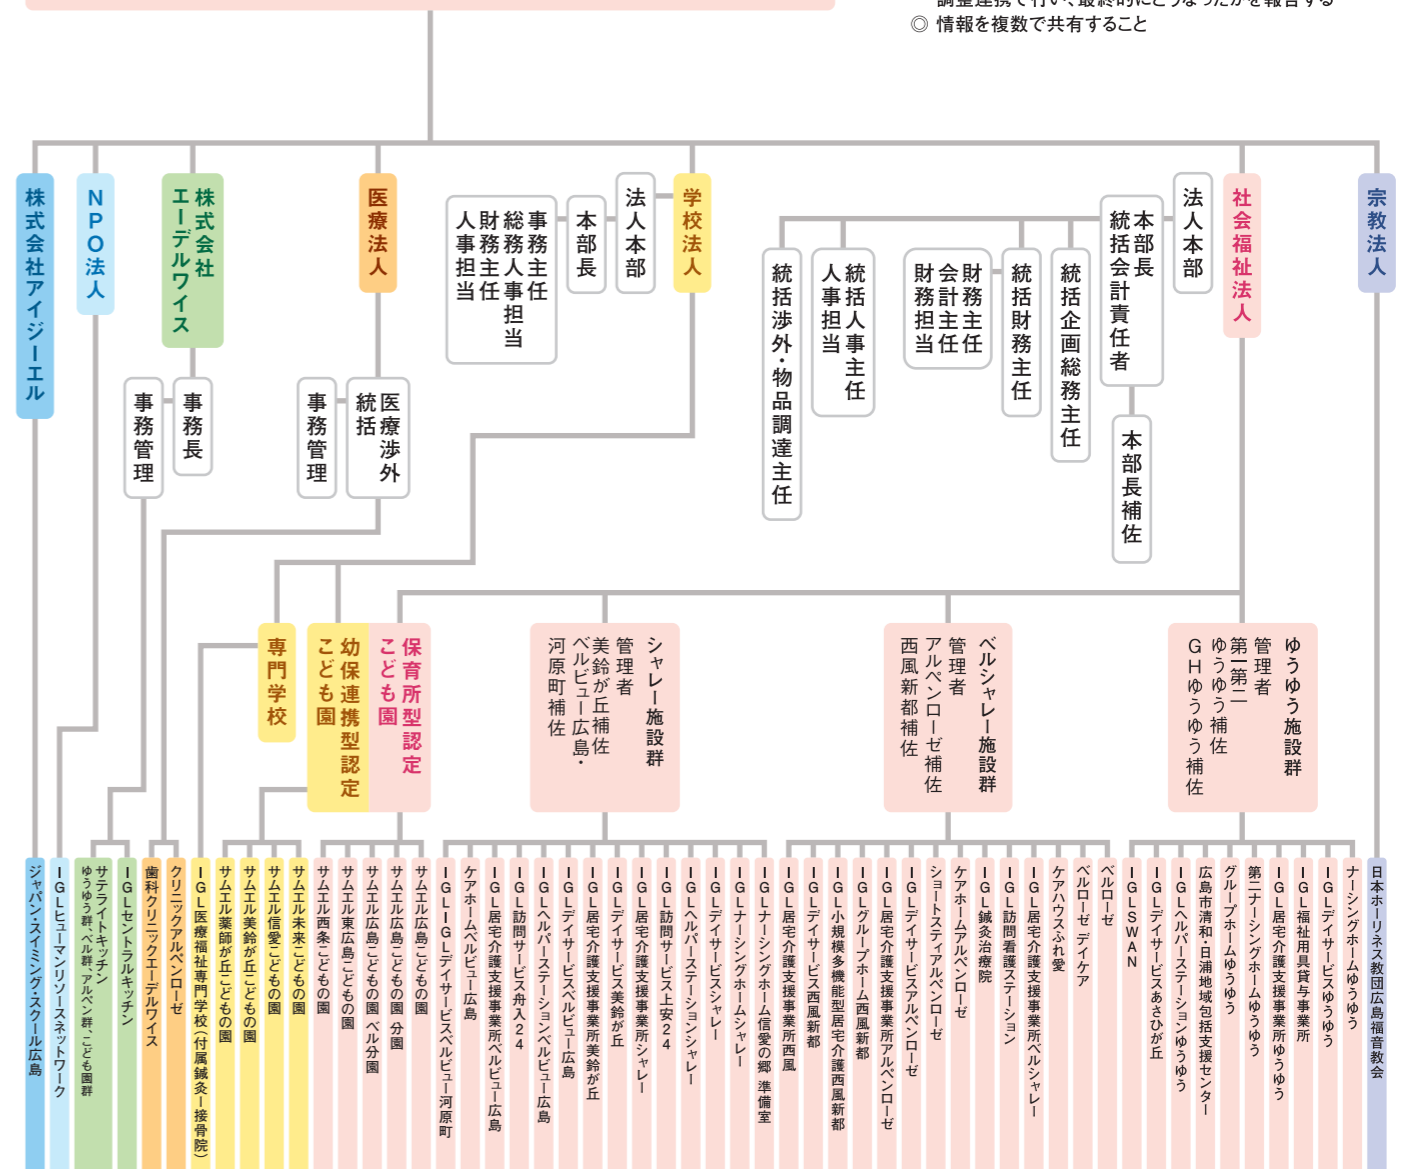 ◎ 情報を複数で共有すること
宗教法人
社会福祉法人
法人本部
本部長
統括会計責任者
本部長補佐
統括企画総務主任
統括財務主任
財務主任
会計主任
財務担当
統括人事主任
人事担当
統括渉外・物品調達主任
学校法人
法人本部
本部長
事務主任
総務人事担当
財務主任
人事担当
医療法人
医療渉外
統括
事務管理
株式会社
エーデルワイス
事務長
事務管理
NPO法人
株式会社アイジーエル
ゆうゆう施設群
管理者
第一第二
ゆうゆう補佐
GHゆうゆう補佐
ベルシャレー施設群
管理者
アルペンローゼ補佐
西風新都補佐
シャレー施設群
管理者
美鈴が丘補佐
ベルビュー広島・
河原町補佐
保育所型認定
こども園
幼保連携型認定
こども園
専門学校
日本ホーリネス教団広島福音教会
ナーシングホームゆうゆう
IGLデイサービスゆうゆう
IGL福祉用具貸与事業所
IGL居宅介護支援事業所ゆうゆう
第二ナーシングホームゆうゆう
グループホームゆうゆう
広島市清和・日浦地域包括支援センター
IGLヘルパーステーションゆうゆう
IGLデイサービスあさひが丘
IGLSWAN
ベルローゼ
ベルローゼ デイケア
ケアハウスふれ愛
IGL居宅介護支援事業所ベルシャレー
IGL訪問看護ステーション
IGL鍼灸治療院
ケアホームアルペンローゼ
ショートスティアルペンローゼ
IGLデイサービスアルペンローゼ
IGL居宅介護支援事業所アルペンローゼ
IGLグループホーム西風新都
IGL小規模多機能型居宅介護西風新都
IGLデイサービス西風新都
IGL居宅介護支援事業所西風
IGLナーシングホーム信愛の郷 準備室
IGLナーシングホームシャレー
IGLデイサービスシャレー
IGLヘルパーステーションシャレー
IGL訪問サービス上安24
IGL居宅介護支援事業所シャレー
IGLデイサービス美鈴が丘
IGL居宅介護支援事業所美鈴が丘
IGLデイサービスベルビュー広島
IGLヘルパーステーションベルビュー広島
IGL訪問サービス舟入24
IGL居宅介護支援事業所ベルビュー広島
ケアホームベルビュー広島
IGLIGLデイサービスベルビュー河原町
サムエル広島こどもの園
サムエル広島こどもの園 分園
サムエル広島こどもの園 ベル分園
サムエル東広島こどもの園
サムエル西条こどもの園
サムエル未来こどもの園
サムエル信愛こどもの園
サムエル美鈴が丘こどもの園
サムエル薬師が丘こどもの園
IGL医療福祉専門学校（付属鍼灸ー接骨院）
クリニックアルペンローゼ
歯科クリニックエーデルワイス
IGLセントラルキッチン
サテライトキッチン
ゆうゆう群、ベル群、アルペン群、こども園群
IGLヒューマンリソースネットワーク
ジャパン・スイミング・スクール広島